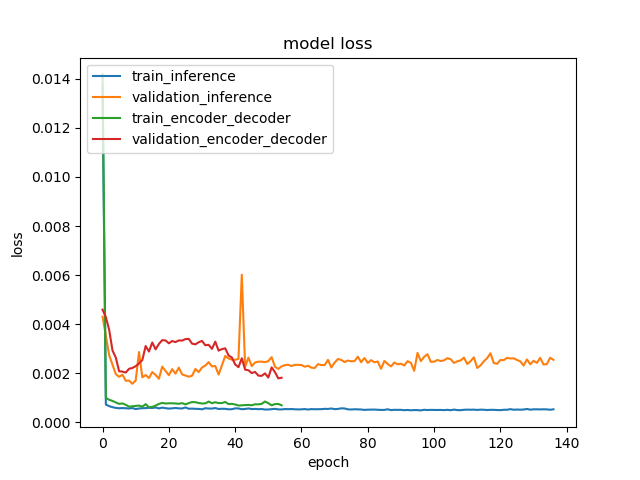 model loss
train_inference
validation_inference
train_encoder_decoder
validation_encoder_decoder
0.014
0.012
0.010
0.008
0.006
0.004
0.002
0.000
loss
0 20 40 60 80 100 120 140
epoch